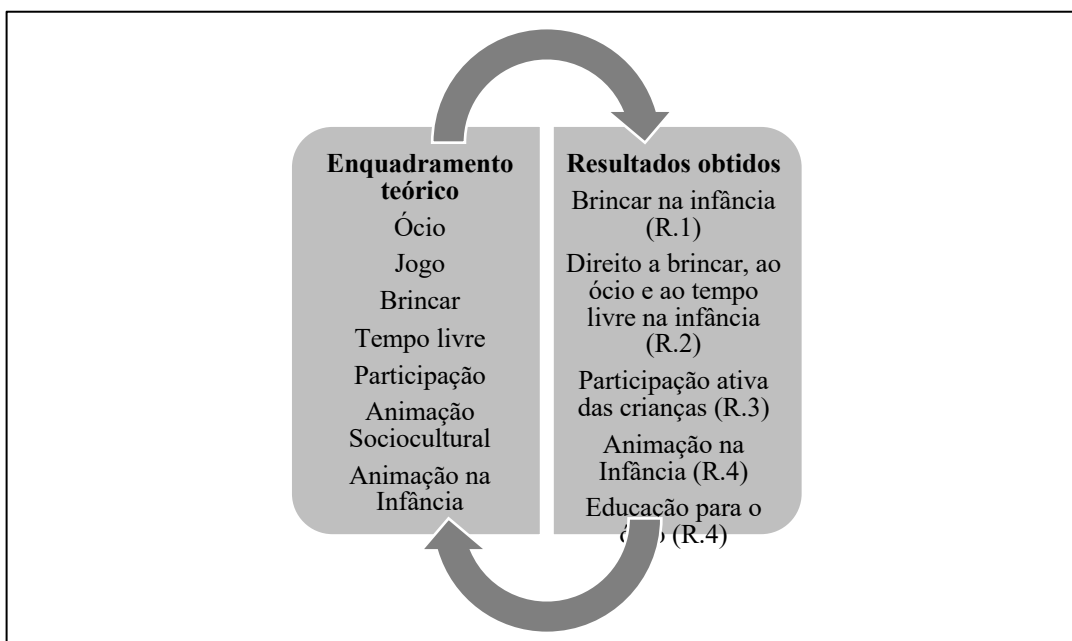 Enquadramento
teórico
Ócio
Jogo
Brincar
Tempo livre
Participação
Animação
Sociocultural
Animação na
Infância
Resultados obtidos
Brincar na infância
(R.1)
Direito a brincar, ao
ócio e ao tempo
livre na infância
(R.2)
Participação ativa
das crianças (R.3)
Animação na
Infância (R.4)
Educação para o
(R.4)